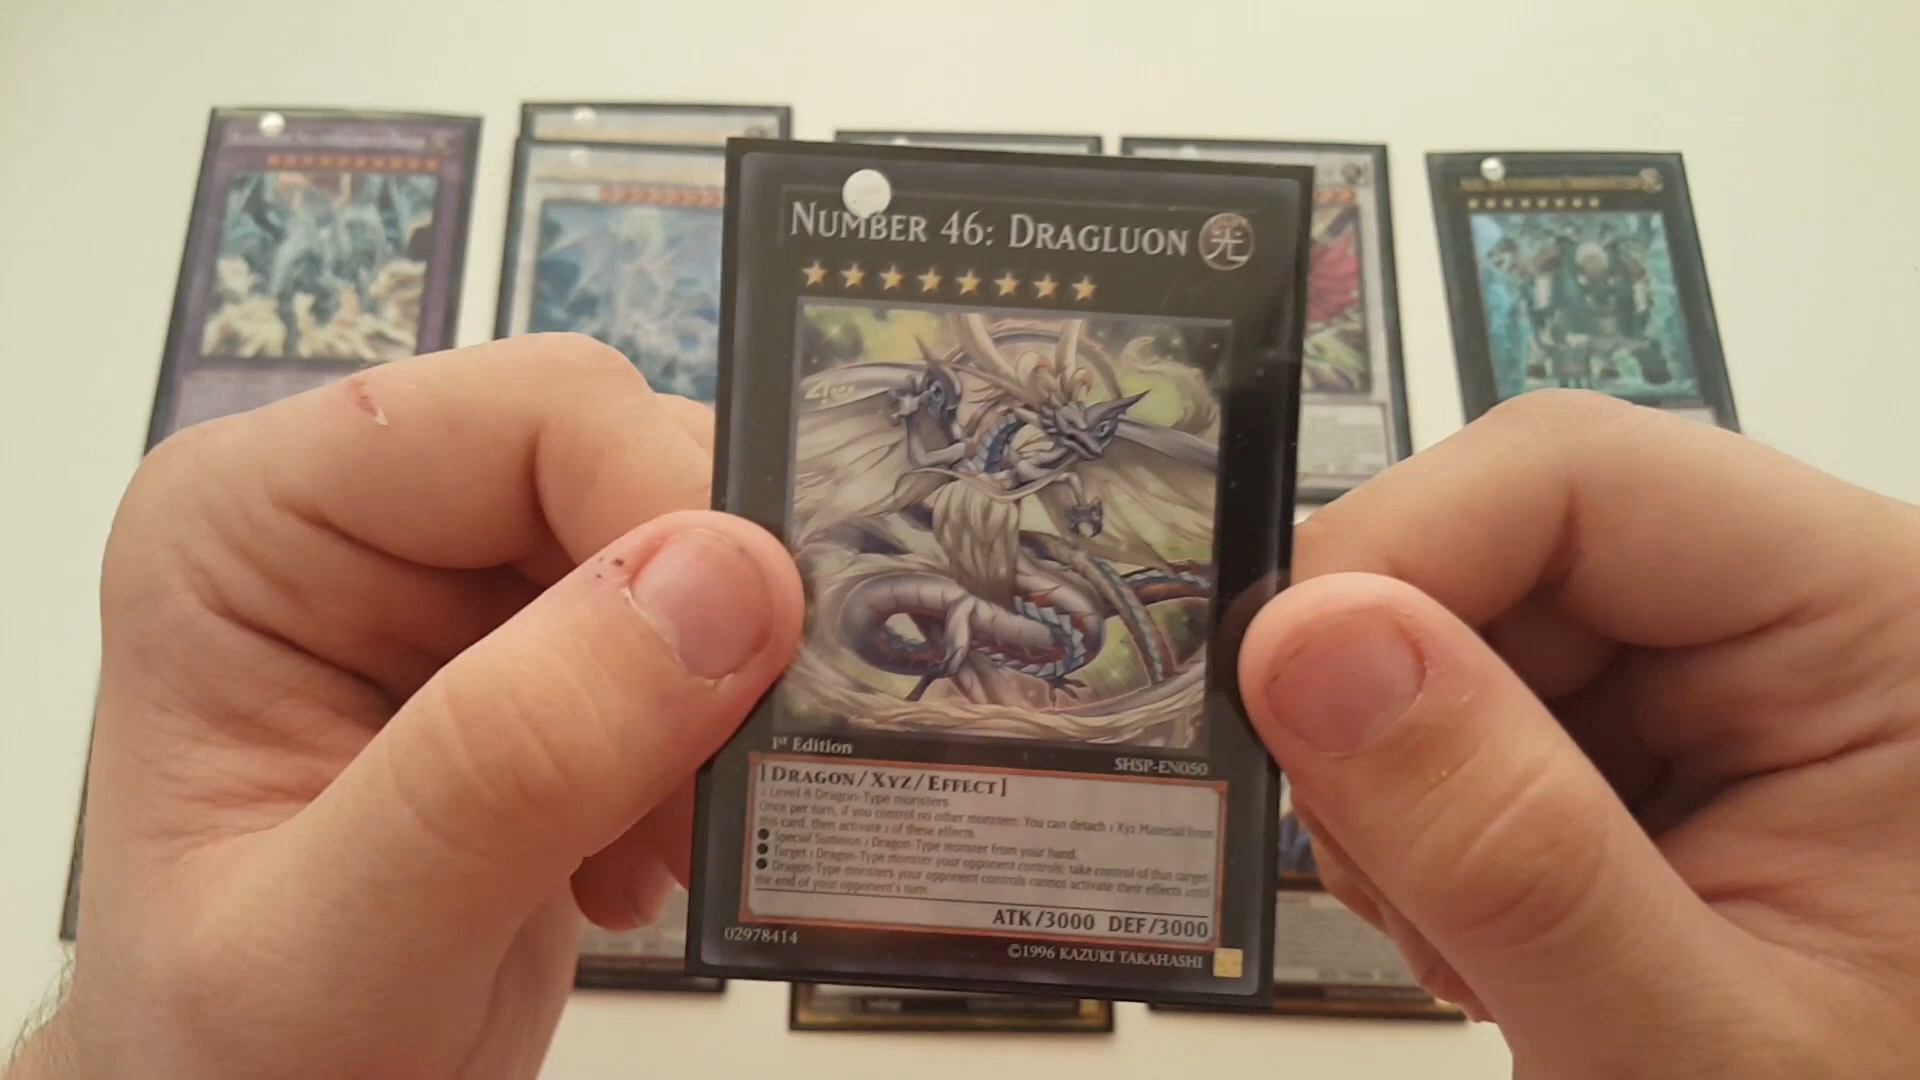 NUMBER 46: DRAGLUON 光
1st Edition
SHSP-EN050
[DRAGON/XYZ/EFFECT]
2 Level 8 Dragon-Type monsters
Once per turn, if you control no other monsters: You can detach 1 Xyz Material from
this card, then activate 1 of these effects.
● Special Summon 1 Dragon-Type monster from your hand.
● Target 1 Dragon-Type monster your opponent controls; take control of that target.
● Dragon-Type monsters your opponent controls cannot activate their effects until
the end of your opponent's turn.
ATK/3000 DEF/3000
02978414
©1996 KAZUKI TAKAHASHI